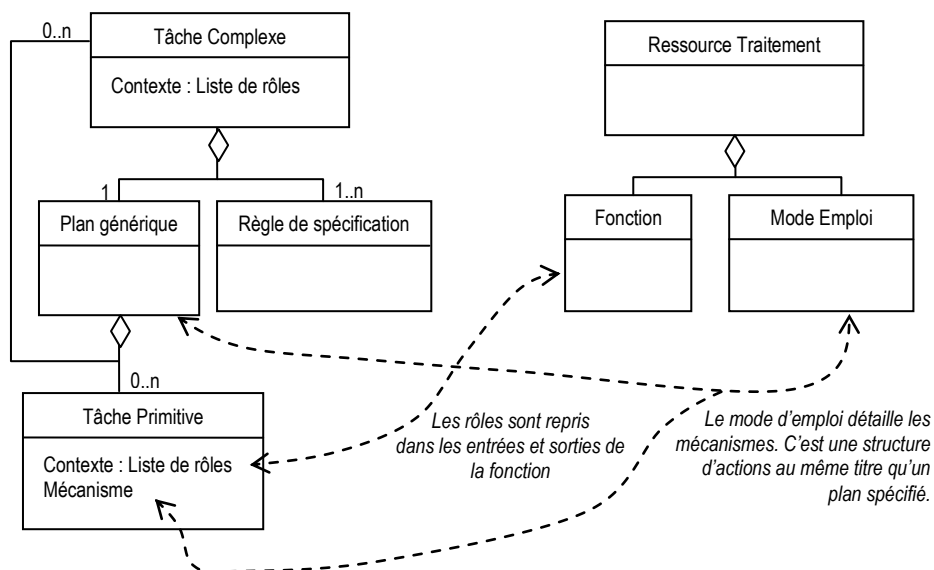 0..n
Tâche Complexe
Contexte : Liste de rôles
Ressource Traitement
1
1..n
Plan générique
Règle de spécification
Fonction
Mode Emploi
0..n
Tâche Primitive
Contexte : Liste de rôles
Mécanisme
Les rôles sont repris
dans les entrées et sorties de
la fonction
Le mode d’emploi détaille les
mécanismes. C’est une structure
d’actions au même titre qu’un
plan spécifié.